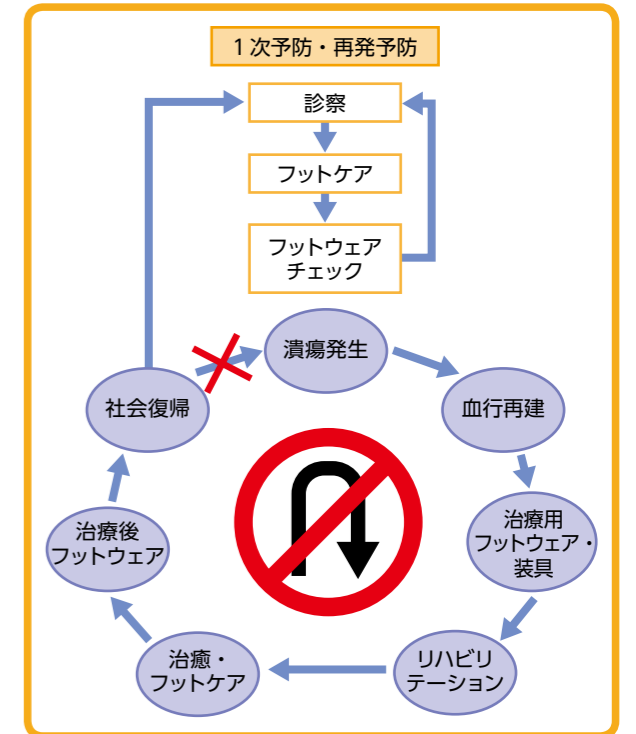 1次予防・再発予防
診察
フットケア
フットウェア
チェック
潰瘍発生
社会復帰
血行再建
治療後
フットウェア
治療用
フットウェア・
装具
治癒・
フットケア
リハビリ
テーション